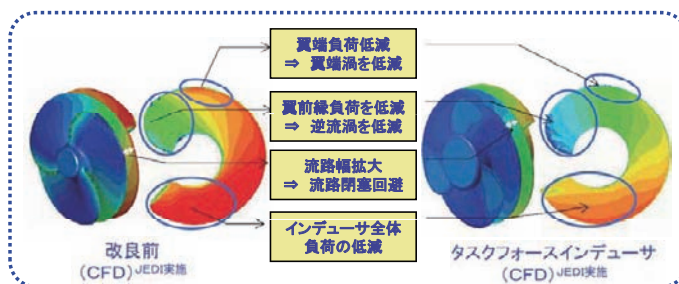 翼端負荷低減
⇒ 翼端渦を低減
翼前縁負荷を低減
⇒ 逆流渦を低減
流路幅拡大
⇒ 流路閉塞回避
インデューサ全体
負荷の低減
改良前
(CFD) JEDI実施
タスクフォースインデューサ
(CFD) JEDI実施